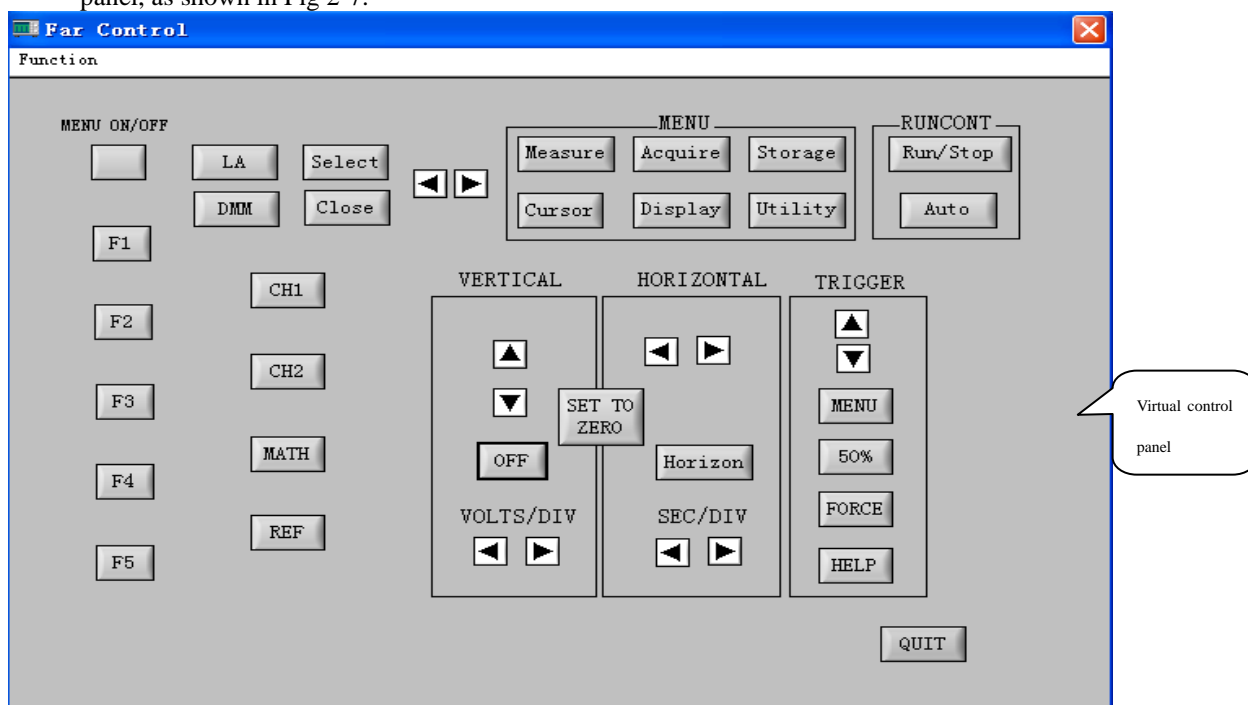 panel, as shown in Fig 2-7.
Far Control
Function
MENU ON/OFF
LA
Select
DMM
Close
MENU
Measure
Acquire
Storage
Cursor
Display
Utility
RUNCONT
Run/Stop
Auto
F1
F2
F3
F4
F5
CH1
CH2
MATH
REF
VERTICAL
OFF
VOLTS/DIV
SET TO
ZERO
HORIZONTAL
Horizon
SEC/DIV
TRIGGER
MENU
50%
FORCE
HELP
QUIT
Virtual control
panel